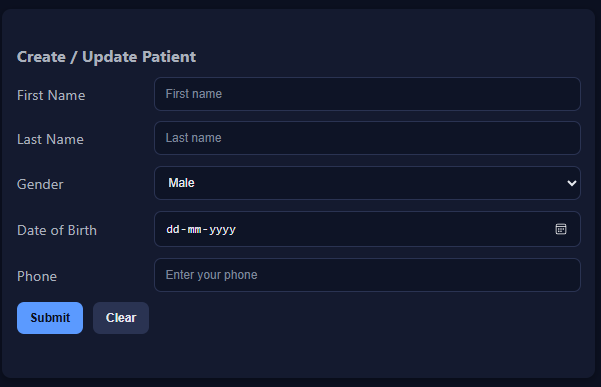 Create / Update Patient
First Name First name
Last Name Last name
Gender Male
Date of Birth dd-mm-yyyy
Phone Enter your phone
Submit Clear